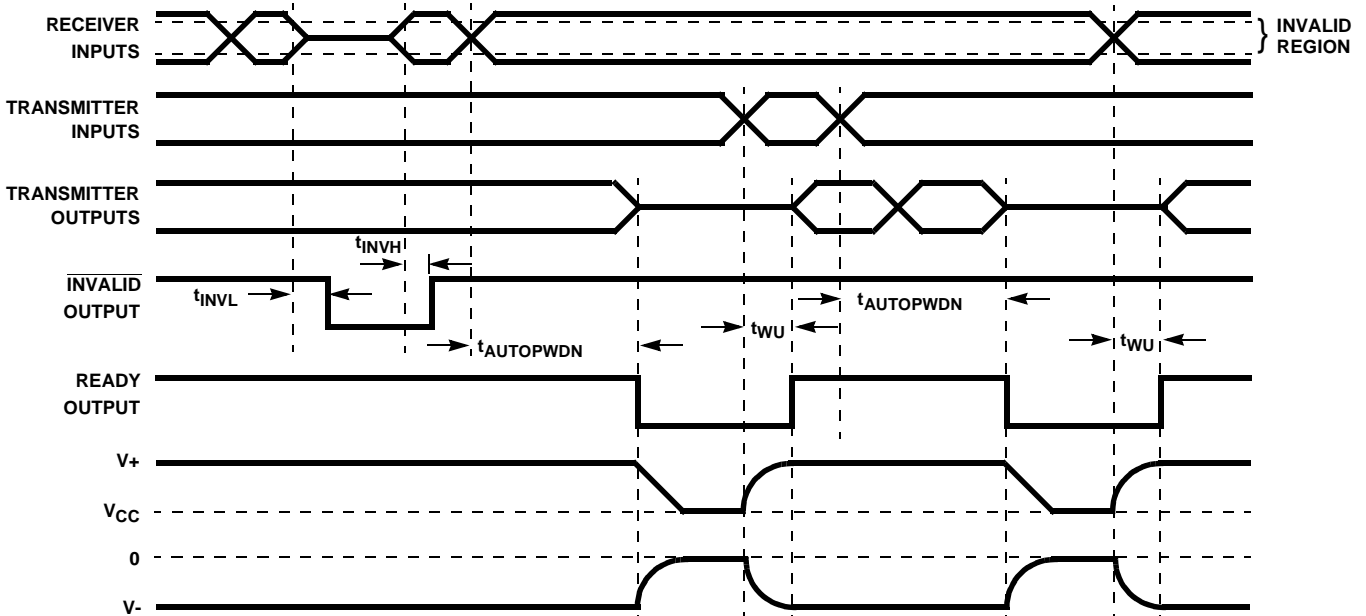 RECEIVER
INPUTS
} INVALID
REGION
TRANSMITTER
INPUTS
TRANSMITTER
OUTPUTS
tINVH
INVALID
OUTPUT
tINVL
tAUTOPWDN
tWU
tAUTOPWDN
tWU
READY
OUTPUT
V+
VCC
0
V-